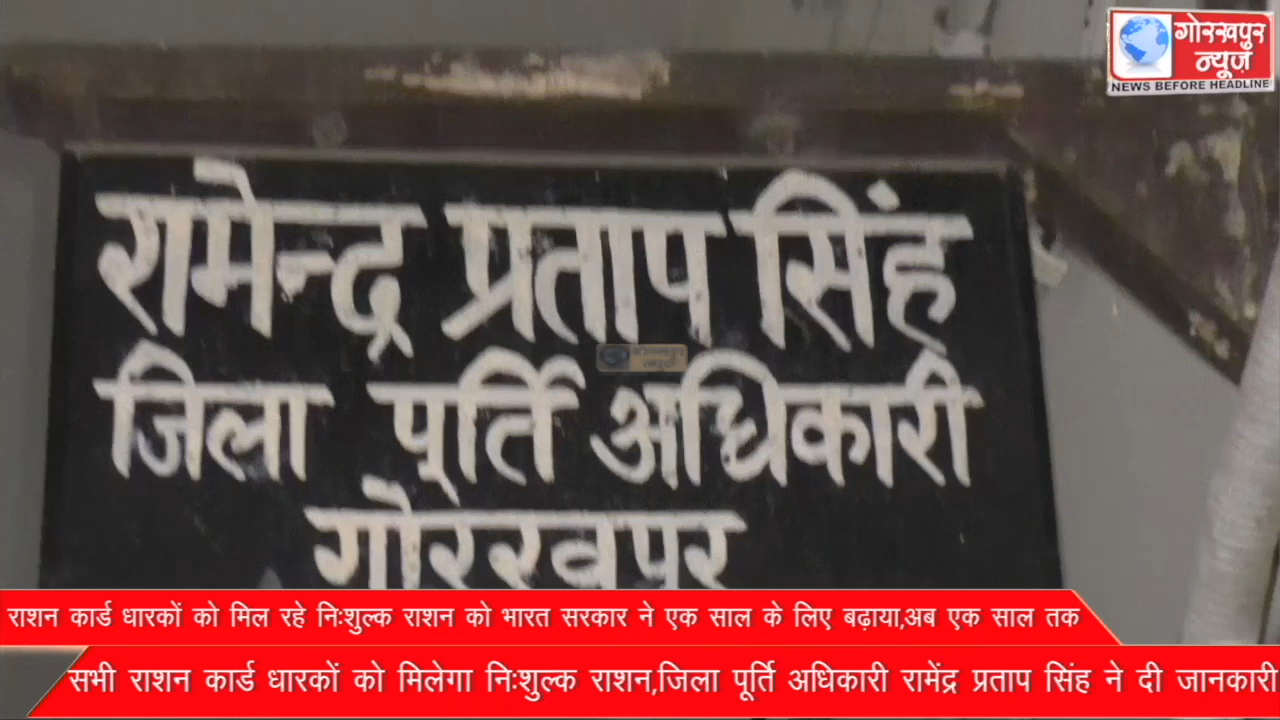 गोरखपुर
न्यूज़
NEWS BEFORE HEADLINE
रामेन्द्र प्रताप सिंह
जिला पूर्ति अधिकारी
गोरखपुर
राशन कार्ड धारकों को मिल रहे निःशुल्क राशन को भारत सरकार ने एक साल के लिए बढ़ाया,अब एक साल तक
सभी राशन कार्ड धारकों को मिलेगा निःशुल्क राशन,जिला पूर्ति अधिकारी रामेंद्र प्रताप सिंह ने दी जानकारी